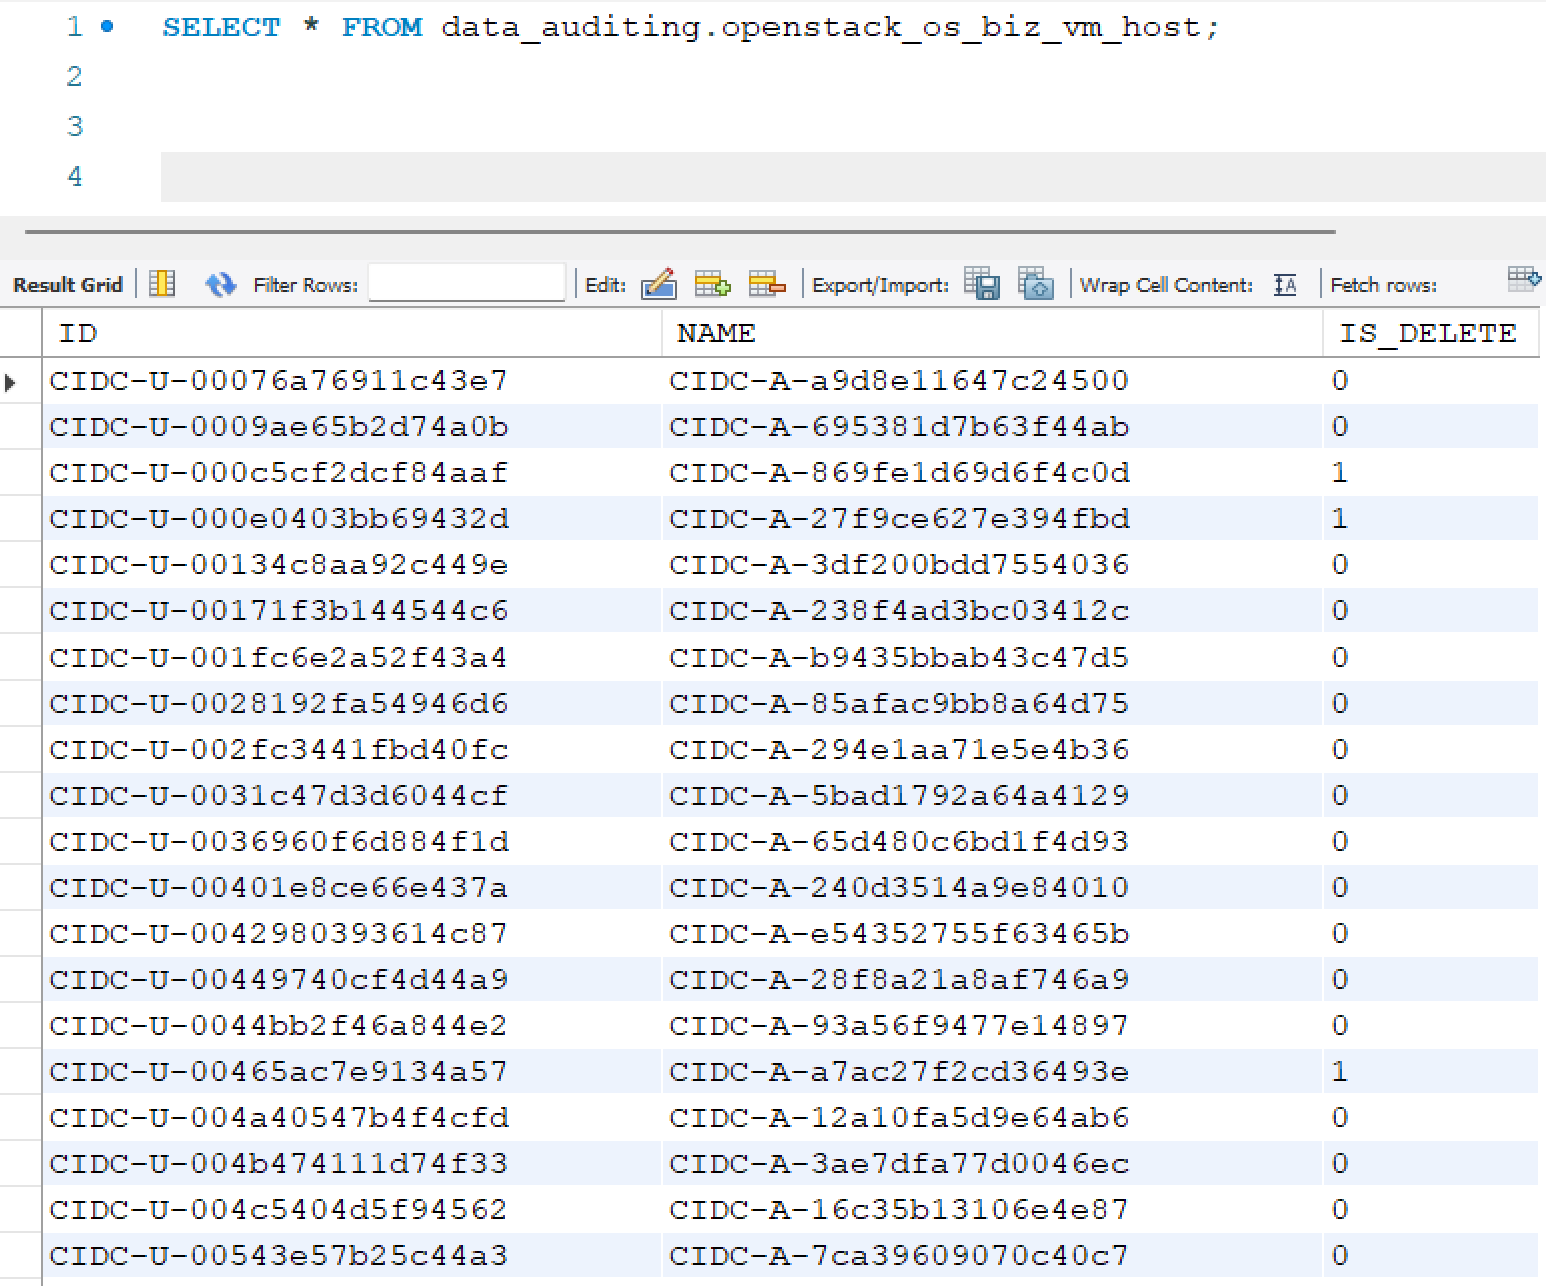 1 SELECT * FROM data_auditing.openstack_os_biz_vm_host;
2
3
4
Result Grid Filter Rows: Edit: Export/Import: Wrap Cell Content: Fetch rows:
ID NAME IS_DELETE
CIDC-U-00076a76911c43e7 CIDC-A-a9d8e11647c24500 0
CIDC-U-0009ae65b2d74a0b CIDC-A-695381d7b63f44ab 0
CIDC-U-000c5cf2dcf84aaf CIDC-A-869fe1d69d6f4c0d 1
CIDC-U-000e0403bb69432d CIDC-A-27f9ce627e394fbd 1
CIDC-U-00134c8aa92c449e CIDC-A-3df200bdd7554036 0
CIDC-U-00171f3b144544c6 CIDC-A-238f4ad3bc03412c 0
CIDC-U-001fc6e2a52f43a4 CIDC-A-b9435bbab43c47d5 0
CIDC-U-0028192fa54946d6 CIDC-A-85afac9bb8a64d75 0
CIDC-U-002fc3441fbd40fc CIDC-A-294e1aa71e5e4b36 0
CIDC-U-0031c47d3d6044cf CIDC-A-5bad1792a64a4129 0
CIDC-U-0036960f6d884f1d CIDC-A-65d480c6bd1f4d93 0
CIDC-U-00401e8ce66e437a CIDC-A-240d3514a9e84010 0
CIDC-U-0042980393614c87 CIDC-A-e54352755f63465b 0
CIDC-U-00449740cf4d44a9 CIDC-A-28f8a21a8af746a9 0
CIDC-U-0044bb2f46a844e2 CIDC-A-93a56f9477e14897 0
CIDC-U-00465ac7e9134a57 CIDC-A-a7ac27f2cd36493e 1
CIDC-U-004a40547b4f4cfd CIDC-A-12a10fa5d9e64ab6 0
CIDC-U-004b474111d74f33 CIDC-A-3ae7dfa77d0046ec 0
CIDC-U-004c5404d5f94562 CIDC-A-16c35b13106e4e87 0
CIDC-U-00543e57b25c44a3 CIDC-A-7ca39609070c40c7 0